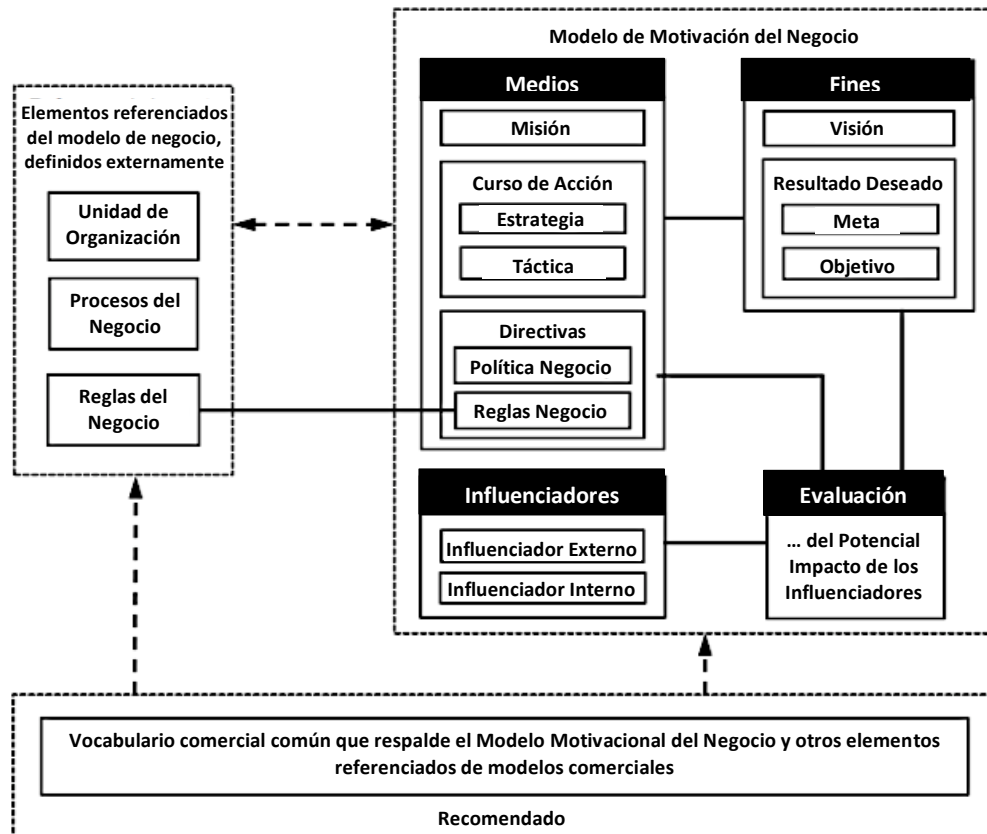 Modelo de Motivación del Negocio
Elementos referenciados
del modelo de negocio,
definidos externamente
Unidad de
Organización
Procesos del
Negocio
Reglas del
Negocio
Medios
Misión
Curso de Acción
Estrategia
Táctica
Directivas
Política Negocio
Reglas Negocio
Fines
Visión
Resultado Deseado
Meta
Objetivo
Influenciadores
Influenciador Externo
Influenciador Interno
Evaluación
... del Potencial
Impacto de los
Influenciadores
Vocabulario comercial común que respalde el Modelo Motivacional del Negocio y otros elementos
referenciados de modelos comerciales
Recomendado